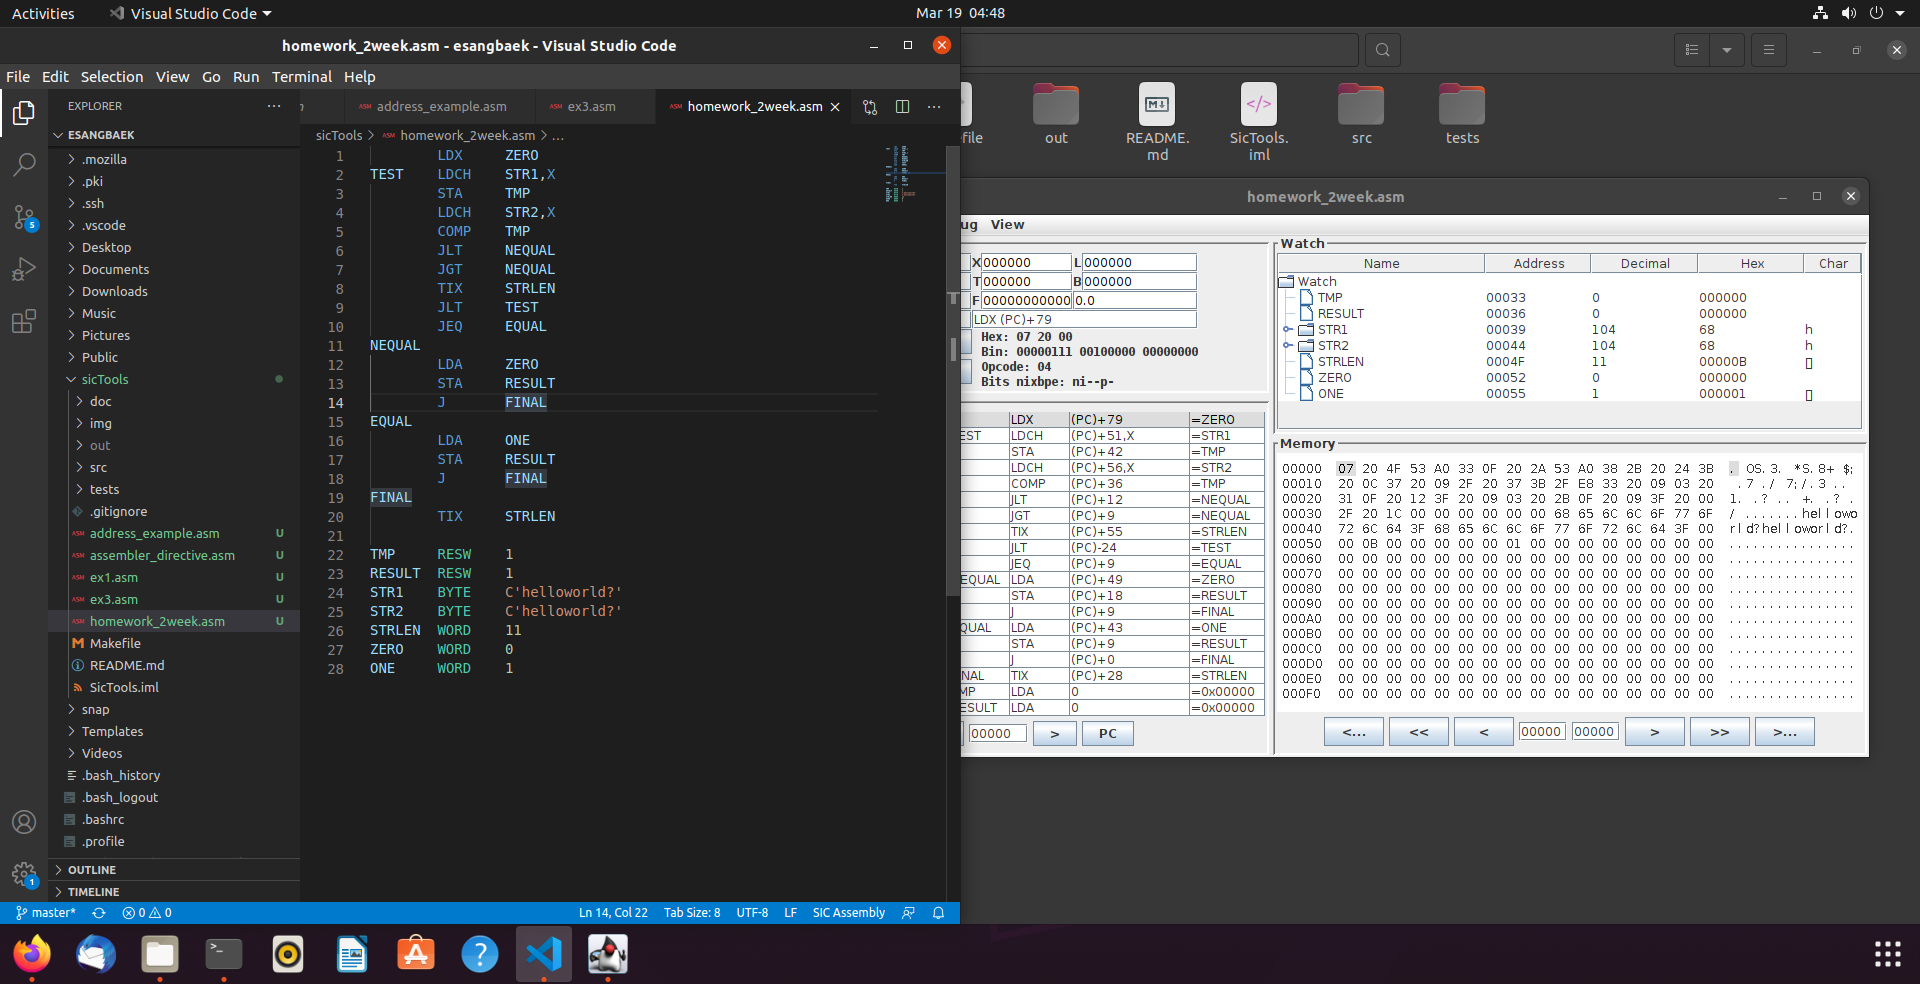 Activities
Visual Studio Code
Mar 19 04:48
homework_2week.asm - esangbaek - Visual Studio Code
File Edit Selection View Go Run Terminal Help
EXPLORER
address_example.asm
ex3.asm
homework_2week.asm
ESANGBAEK
.mozilla
.pki
.ssh
.vscode
Desktop
Documents
Downloads
Music
Pictures
Public
sicTools
doc
img
out
src
tests
.gitignore
address_example.asm U
assembler_directive.asm U
ex1.asm U
ex3.asm U
homework_2week.asm U
Makefile
README.md
SicTools.iml
snap
Templates
Videos
.bash_history
.bash_logout
.bashrc
.profile
OUTLINE
TIMELINE
5
1
sicTools > homework_2week.asm > ...
1 LDX ZERO
2 TEST LDCH STR1,X
3 STA TMP
4 LDCH STR2,X
5 COMP TMP
6 JLT NEQUAL
7 JGT NEQUAL
8 TIX STRLEN
9 JLT TEST
10 JEQ EQUAL
11 NEQUAL
12 LDA ZERO
13 STA RESULT
14 J FINAL
15 EQUAL
16 LDA ONE
17 STA RESULT
18 J FINAL
19 FINAL
20 TIX STRLEN
21
22 TMP RESW 1
23 RESULT RESW 1
24 STR1 BYTE C'helloworld?'
25 STR2 BYTE C'helloworld?'
26 STRLEN WORD 11
27 ZERO WORD 0
28 ONE WORD 1
master* 0 0 Ln 14, Col 22 Tab Size: 8 UTF-8 LF SIC Assembly
file
out
README.
md
SicTools.
iml
src
tests
homework_2week.asm
ug View
X 000000 L 000000
T 000000 B 000000
F 00000000000 0.0
LDX (PC)+79
Hex: 07 20 00
Bin: 00000111 00100000 00000000
Opcode: 04
Bits nixbpe: ni--p-
LDX (PC)+79 =ZERO
EST LDCH (PC)+51,X =STR1
STA (PC)+42 =TMP
LDCH (PC)+56,X =STR2
COMP (PC)+36 =TMP
JLT (PC)+12 =NEQUAL
JGT (PC)+9 =NEQUAL
TIX (PC)+55 =STRLEN
JLT (PC)-24 =TEST
JEQ (PC)+9 =EQUAL
EQUAL LDA (PC)+49 =ZERO
STA (PC)+18 =RESULT
J (PC)+9 =FINAL
QUAL LDA (PC)+43 =ONE
STA (PC)+9 =RESULT
J (PC)+0 =FINAL
NAL TIX (PC)+28 =STRLEN
MP LDA 0 =0x00000
ESULT LDA 0 =0x00000
00000 > PC
Watch
Name Address Decimal Hex Char
Watch
TMP 00033 0 000000
RESULT 00036 0 000000
STR1 00039 104 68 h
STR2 00044 104 68 h
STRLEN 0004F 11 00000B
ZERO 00052 0 000000
ONE 00055 1 000001
Memory
00000 07 20 4F 53 A0 33 0F 20 2A 53 A0 38 2B 20 24 3B . OS.3. *S.8+ $;
00010 20 0C 37 20 09 2F 20 37 3B 2F E8 33 20 09 03 20 .7 ./ 7;/.3 ..
00020 31 0F 20 12 3F 20 09 03 20 2B 0F 20 09 3F 20 00 1. .? .. +. .? .
00030 2F 20 1C 00 00 00 00 00 00 68 65 6C 6C 6F 77 6F / .......hellowo
00040 72 6C 64 3F 68 65 6C 6C 6F 77 6F 72 6C 64 3F 00 rld?helloworld?.
00050 00 0B 00 00 00 00 00 01 00 00 00 00 00 00 00 00 ................
00060 00 00 00 00 00 00 00 00 00 00 00 00 00 00 00 00 ................
00070 00 00 00 00 00 00 00 00 00 00 00 00 00 00 00 00 ................
00080 00 00 00 00 00 00 00 00 00 00 00 00 00 00 00 00 ................
00090 00 00 00 00 00 00 00 00 00 00 00 00 00 00 00 00 ................
000A0 00 00 00 00 00 00 00 00 00 00 00 00 00 00 00 00 ................
000B0 00 00 00 00 00 00 00 00 00 00 00 00 00 00 00 00 ................
000C0 00 00 00 00 00 00 00 00 00 00 00 00 00 00 00 00 ................
000D0 00 00 00 00 00 00 00 00 00 00 00 00 00 00 00 00 ................
000E0 00 00 00 00 00 00 00 00 00 00 00 00 00 00 00 00 ................
000F0 00 00 00 00 00 00 00 00 00 00 00 00 00 00 00 00 ................
<... << < 00000 00000 > >> >...